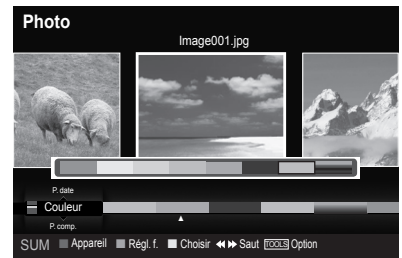 Photo
Image001.jpg
P. date
Couleur
P. comp.
SUM Appareil Régl. f. Choisir Saut TOOLS Option